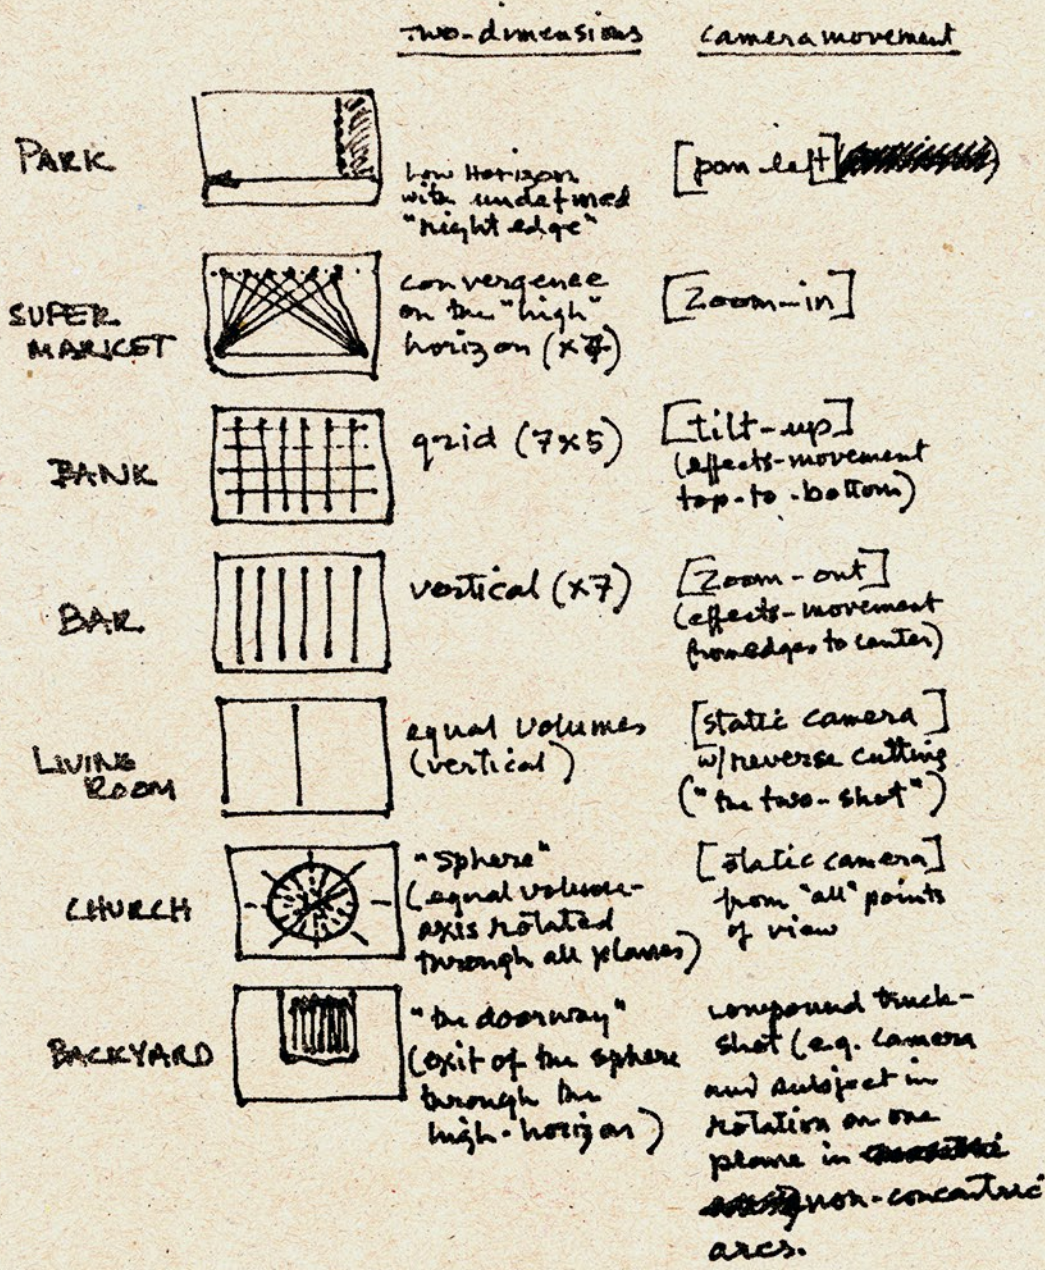 two-dimensions
camera movement
PARK
low Horizon
with undefined
"right edge"
[pan left]
SUPER
MARKET
convergence
on the "high"
horizon (x7)
[zoom-in]
BANK
grid (7x5)
[tilt-up]
(effects-movement
top-to-bottom)
BAR
vertical (x7)
[zoom-out]
(effects-movement
from edges to center)
LIVING
ROOM
equal volumes
(vertical)
[static camera]
w/reverse cutting
("the two-shot")
CHURCH
"sphere"
(equal volume-
axis rotated
through all planes)
[static camera]
from "all" points
of view
BACKYARD
"the doorway"
(exit of the sphere
through the
high-horizon)
compound truck-
shot (e.g. camera
and subject in
rotation on one
plane in
non-concentric
arcs.